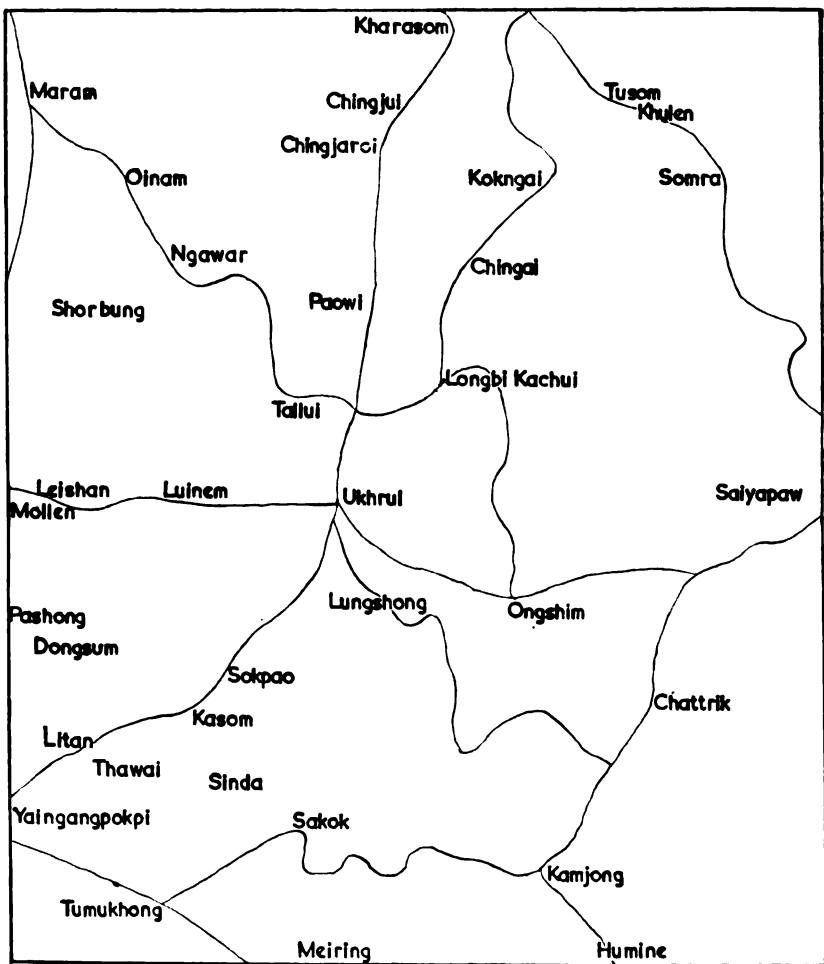 Kharasom
Maram
Chingjui
Tusom
Khulen
Chingjarci
Oinam
Kokngai
Somra
Ngawar
Chingai
Shorbung
Paowi
Longbi Kachui
Tallui
Leishan
Luinem
Ukhrul
Saiyapaw
Mollen
Lungshong
Ongshim
Pashong
Dongsum
Sokpao
Chattrik
Kasom
Litan
Thawai
Sinda
Yaingangpokpi
Sakok
Kamjong
Tumukhong
Meiring
Humine